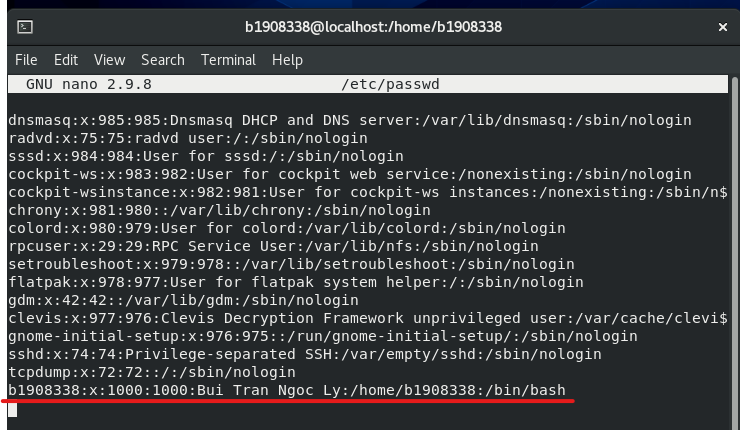 b1908338@localhost:/home/b1908338
File Edit View Search Terminal Help
GNU nano 2.9.8 /etc/passwd
dnsmasq:x:985:985:Dnsmasq DHCP and DNS server:/var/lib/dnsmasq:/sbin/nologin
radvd:x:75:75:radvd user:/:/sbin/nologin
sssd:x:984:984:User for sssd:/:/sbin/nologin
cockpit-ws:x:983:982:User for cockpit web service:/nonexisting:/sbin/nologin
cockpit-wsinstance:x:982:981:User for cockpit-ws instances:/nonexisting:/sbin/n$
chrony:x:981:980::/var/lib/chrony:/sbin/nologin
colord:x:980:979:User for colord:/var/lib/colord:/sbin/nologin
rpcuser:x:29:29:RPC Service User:/var/lib/nfs:/sbin/nologin
setroubleshoot:x:979:978::/var/lib/setroubleshoot:/sbin/nologin
flatpak:x:978:977:User for flatpak system helper:/:/sbin/nologin
gdm:x:42:42::/var/lib/gdm:/sbin/nologin
clevis:x:977:976:Clevis Decryption Framework unprivileged user:/var/cache/clevi$
gnome-initial-setup:x:976:975::/run/gnome-initial-setup/:/sbin/nologin
sshd:x:74:74:Privilege-separated SSH:/var/empty/sshd:/sbin/nologin
tcpdump:x:72:72::/:/sbin/nologin
b1908338:x:1000:1000:Bui Tran Ngoc Ly:/home/b1908338:/bin/bash